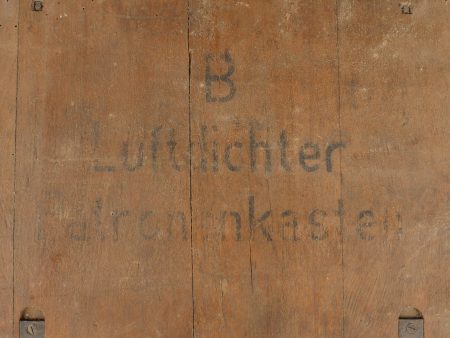 B
Luftdichter
Patronenkasten